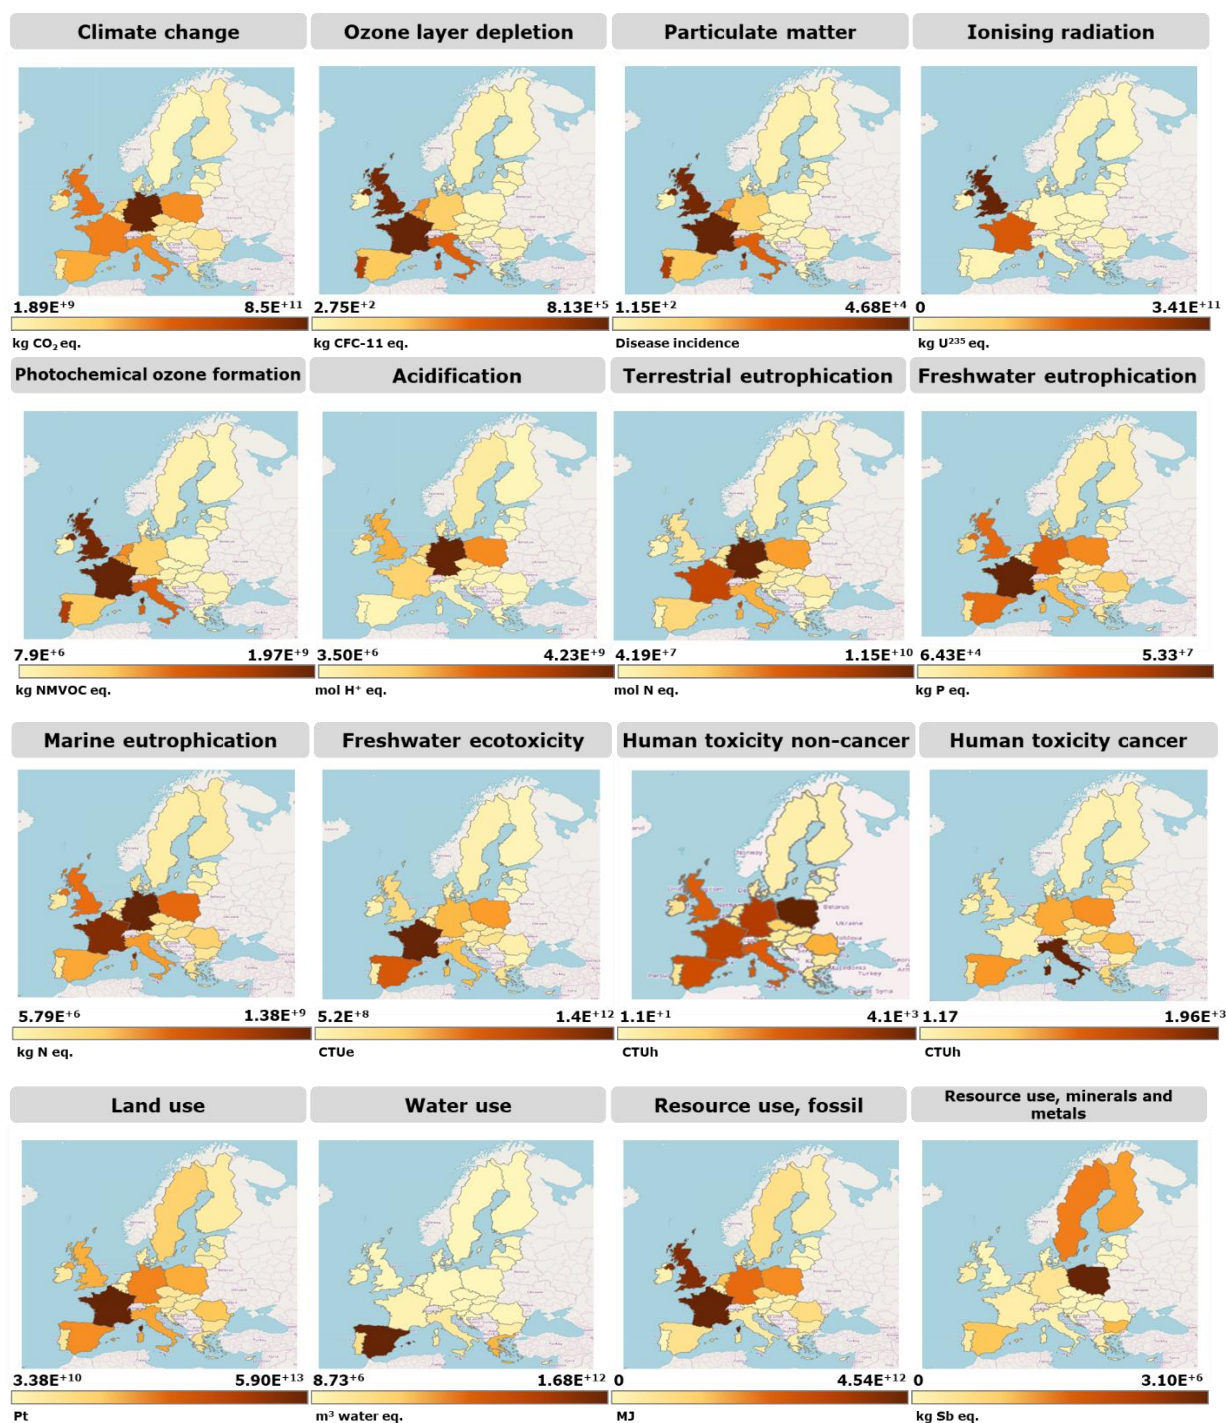 Climate change
Ozone layer depletion
Particulate matter
Ionising radiation
1.89E+9 8.5E+11
kg CO2 eq.
2.75E+2 8.13E+5
kg CFC-11 eq.
1.15E+2 4.68E+4
Disease incidence
0 3.41E+11
kg U235 eq.
Photochemical ozone formation
Acidification
Terrestrial eutrophication
Freshwater eutrophication
7.9E+6 1.97E+9
kg NMVOC eq.
3.50E+6 4.23E+9
mol H+ eq.
4.19E+7 1.15E+10
mol N eq.
6.43E+4 5.33+7
kg P eq.
Marine eutrophication
Freshwater ecotoxicity
Human toxicity non-cancer
Human toxicity cancer
Norway
Belarus
Ukraine
Turkey
5.79E+6 1.38E+9
kg N eq.
5.2E+8 1.4E+12
CTUe
1.1E+1 4.1E+3
CTUh
1.17 1.96E+3
CTUh
Land use
Water use
Resource use, fossil
Resource use, minerals and
metals
3.38E+10 5.90E+13
Pt
8.73+6 1.68E+12
m3 water eq.
0 4.54E+12
MJ
0 3.10E+6
kg Sb eq.